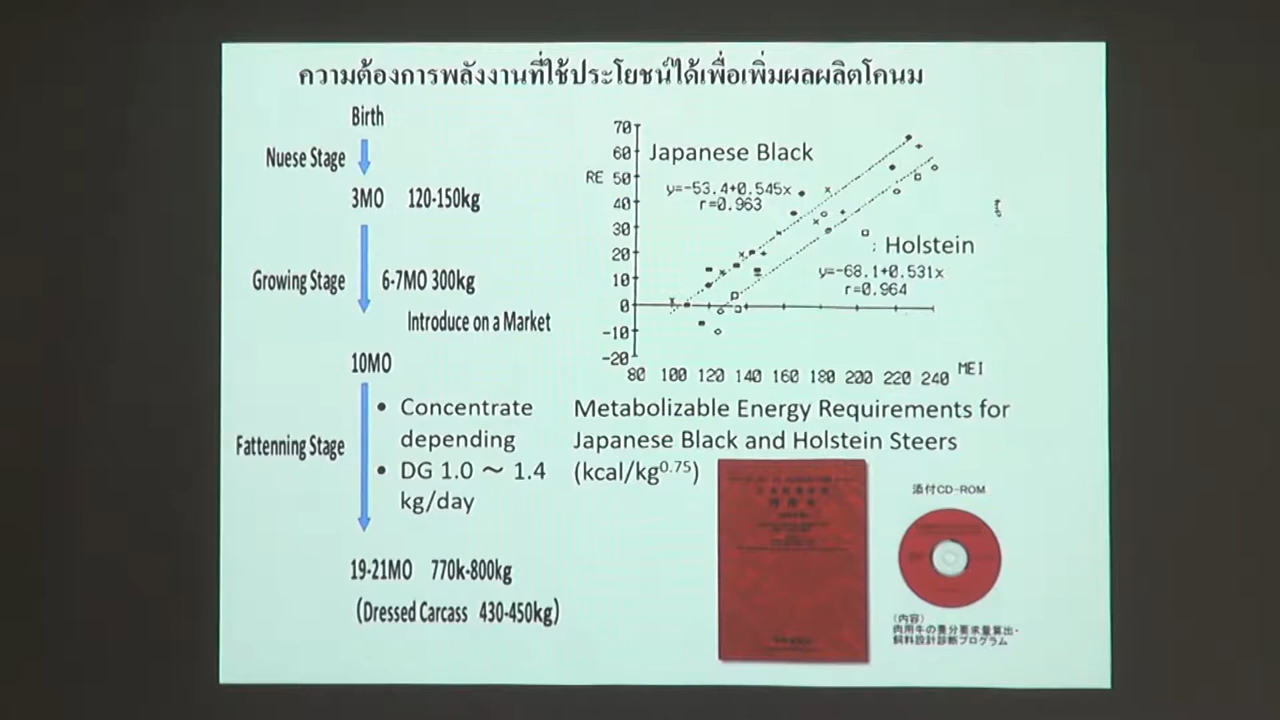 ความต้องการพลังงานที่ใช้ประโยชน์ได้เพื่อเพิ่มผลผลิตโคนม
Birth
Nuese Stage
3MO 120-150kg
Growing Stage
6-7MO 300kg
Introduce on a Market
10MO
Fattenning Stage
• Concentrate
depending
• DG 1.0 ～ 1.4
kg/day
19-21MO 770k-800kg
(Dressed Carcass 430-450kg)
70
60
RE 50
40
30
20
10
0
-10
-20
80 100 120 140 160 180 200 220 240 MEI
Japanese Black
y=-53.4+0.545x
r=0.963
: Holstein
y=-68.1+0.531x
r=0.964
Metabolizable Energy Requirements for
Japanese Black and Holstein Steers
(kcal/kg0.75)
添付CD-ROM
(内容)
肉用牛の養分要求量算出・
飼料設計診断プログラム